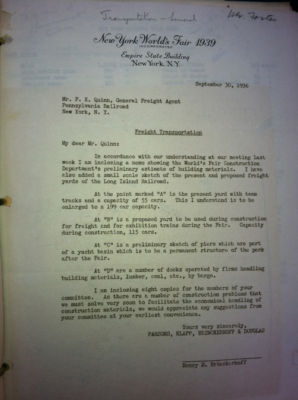 Transportation - General
New York World's Fair 1939
INCORPORATED
Empire State Building
New York, N.Y.
September 30, 1936
Mr. F. X. Quinn, General Freight Agent
Pennsylvania Railroad
New York, N. Y.
Freight Transportation
My dear Mr. Quinn:
In accordance with our understanding at our meeting last
week I am inclosing a memo showing the World's Fair Construction
Department's preliminary estimate of building materials. I have
also added a small scale sketch of the present and proposed freight
yards of the Long Island Railroad.
At the point marked "A" is the present yard with team
tracks and a capacity of 55 cars. This I understand is to be
enlarged to a 199 car capacity.
At "B" is a proposed yard to be used during construction
for freight and for exhibition trains during the Fair. Capacity
during construction, 115 cars.
At "C" is a preliminary sketch of piers which are part
of a yacht basin which is to be a permanent structure of the park
after the Fair.
At "D" are a number of docks operated by firms handling
building materials, lumber, coal, etc., by barge.
I am inclosing eight copies for the members of your
committee. As there are a number of construction problems that
we must solve very soon to facilitate the economical handling of
construction materials, we would appreciate any suggestions from
your committee at your earliest convenience.
Yours very sincerely,
PARSONS, KLAPP, BRINCKERHOFF & DOUGLAS
Henry M. Brinckerhoff